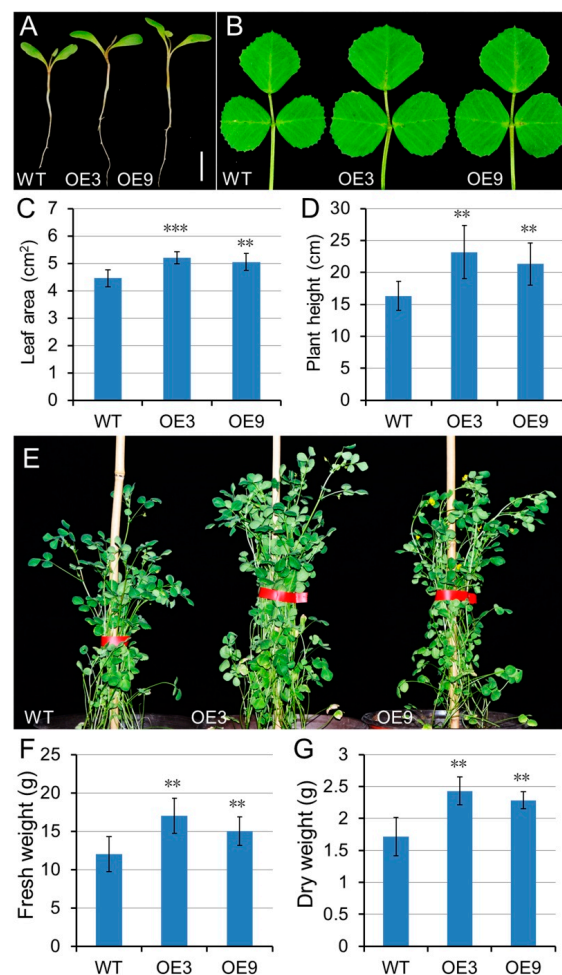 A
WT OE3 OE9
B
WT OE3 OE9
C
Leaf area (cm²)
7
6
5
4
3
2
1
0
***
**
WT OE3 OE9
D
Plant height (cm)
30
25
20
15
10
5
0
**
**
WT OE3 OE9
E
WT OE3 OE9
F
Fresh weight (g)
25
20
15
10
5
0
**
**
WT OE3 OE9
G
Dry weight (g)
3
2.5
2
1.5
1
0.5
0
**
**
WT OE3 OE9